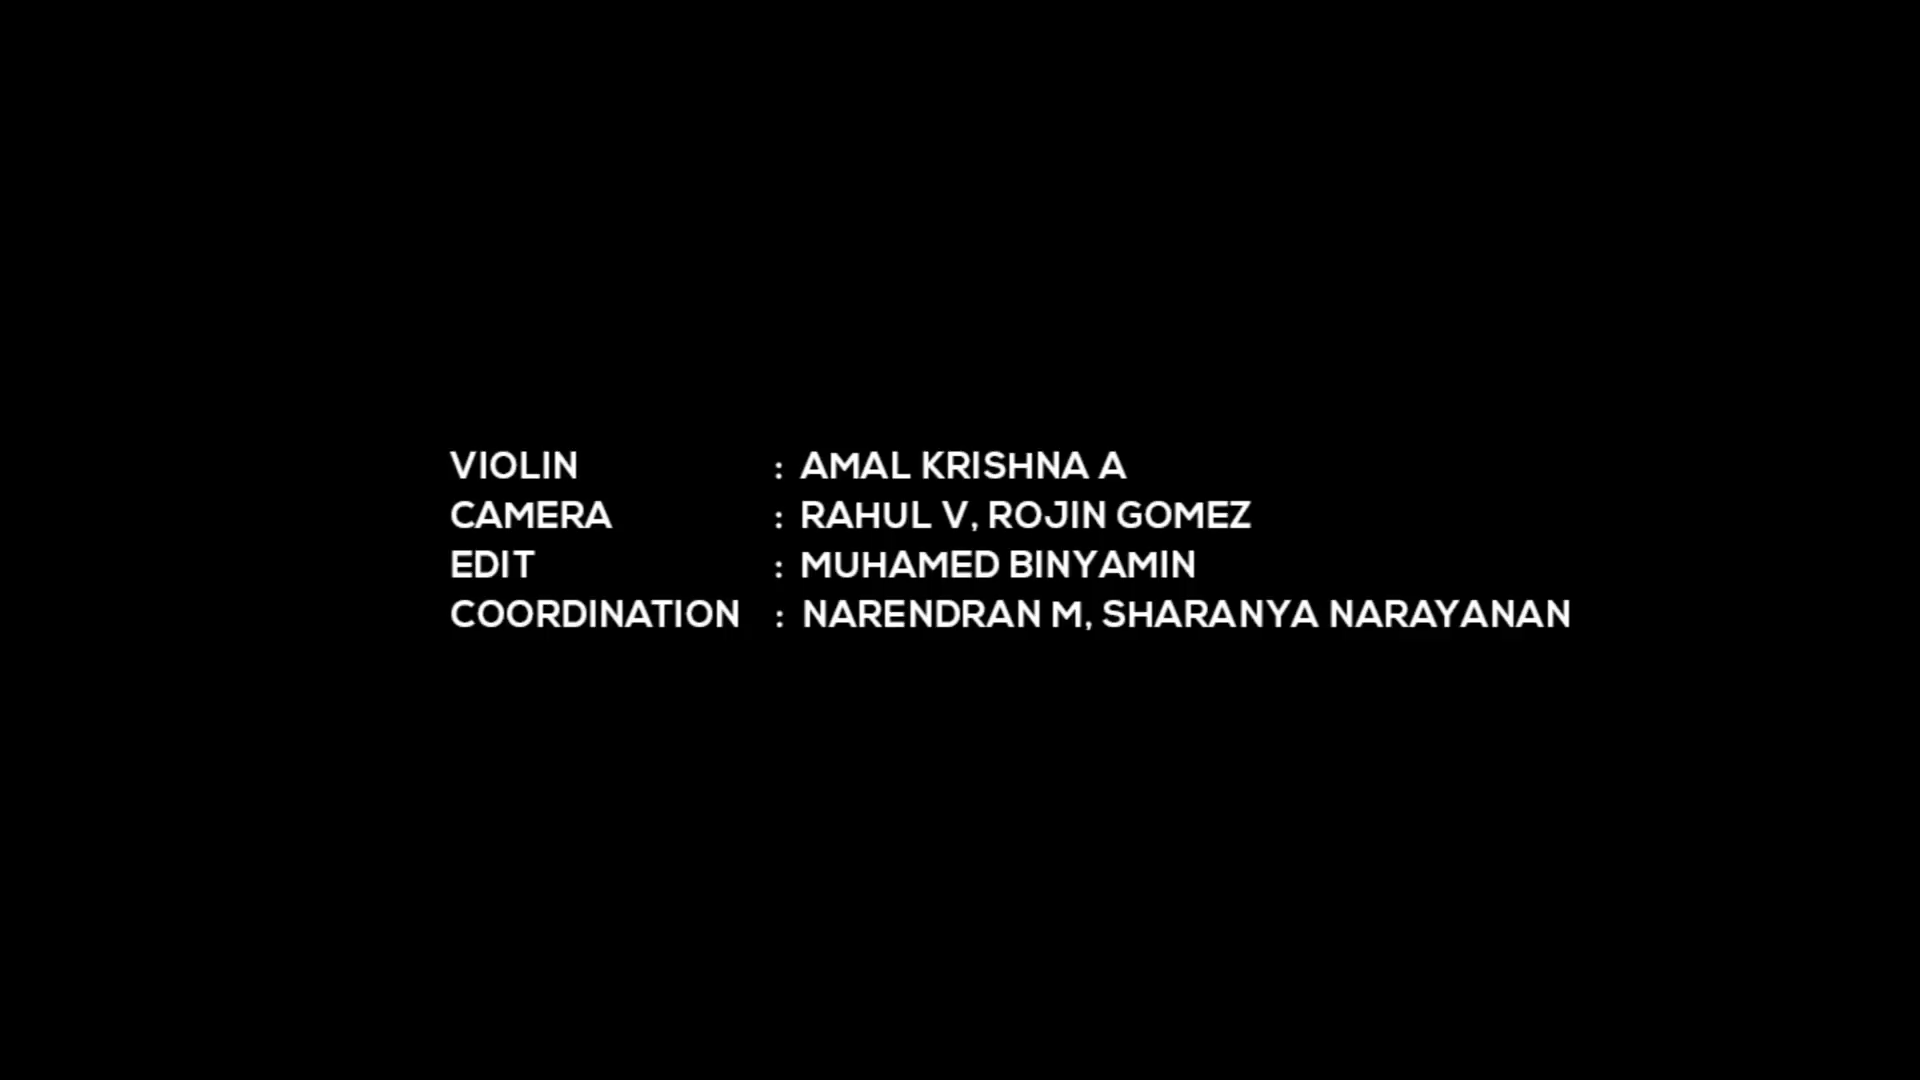 VIOLIN : AMAL KRISHNA A
CAMERA : RAHUL V, ROJIN GOMEZ
EDIT : MUHAMED BINYAMIN
COORDINATION : NARENDRAN M, SHARANYA NARAYANAN